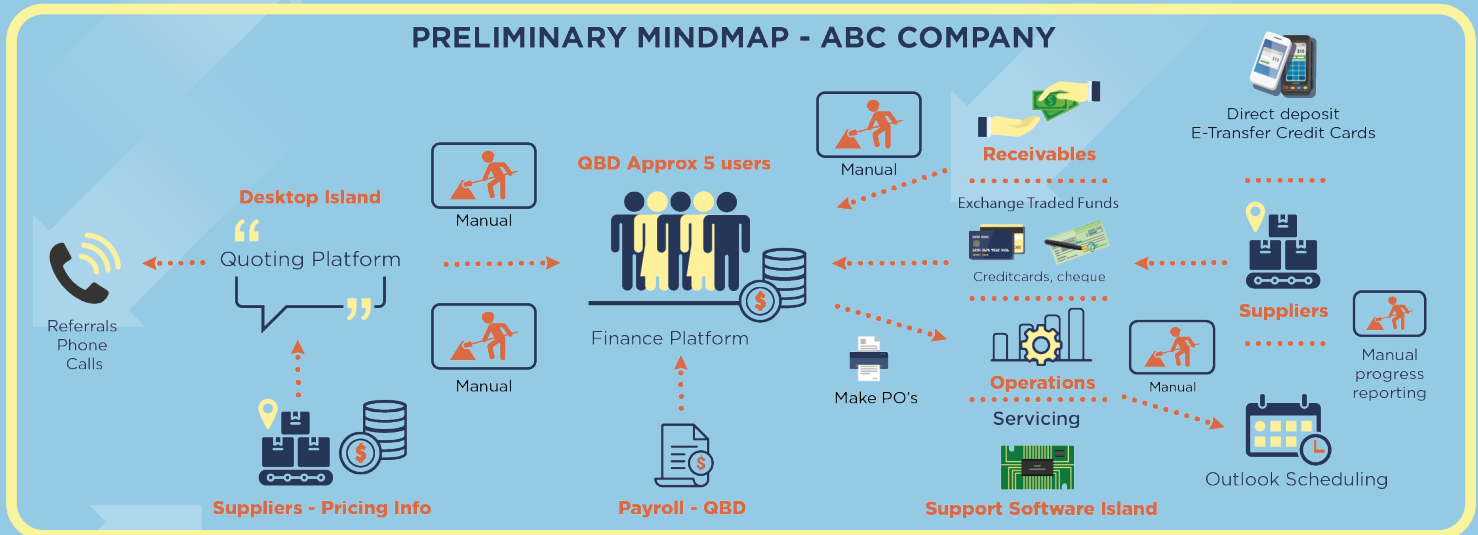 PRELIMINARY MINDMAP - ABC COMPANY
Referrals
Phone
Calls
Desktop Island
“
Quoting Platform
”
Suppliers - Pricing Info
Manual
Manual
QBD Approx 5 users
$
Finance Platform
Payroll - QBD
Manual
Make PO's
Receivables
Exchange Traded Funds
Creditcards, cheque
Operations
Servicing
Support Software Island
Manual
Direct deposit
E-Transfer Credit Cards
Suppliers
Manual
progress
reporting
Outlook Scheduling